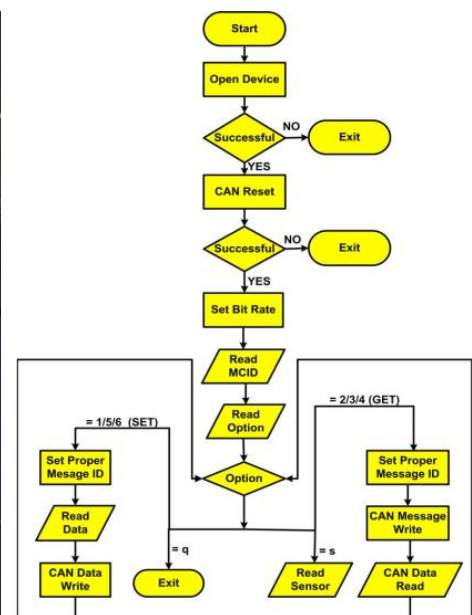 Start
Open Device
Successful
NO
Exit
YES
CAN Reset
Successful
NO
Exit
YES
Set Bit Rate
Read
MCID
Read
Option
= 1/5/6 (SET)
= 2/3/4 (GET)
Set Proper
Mesage ID
Option
Set Proper
Message ID
Read
Data
CAN Message
Write
= q
= s
CAN Data
Write
Exit
Read
Sensor
CAN Data
Read